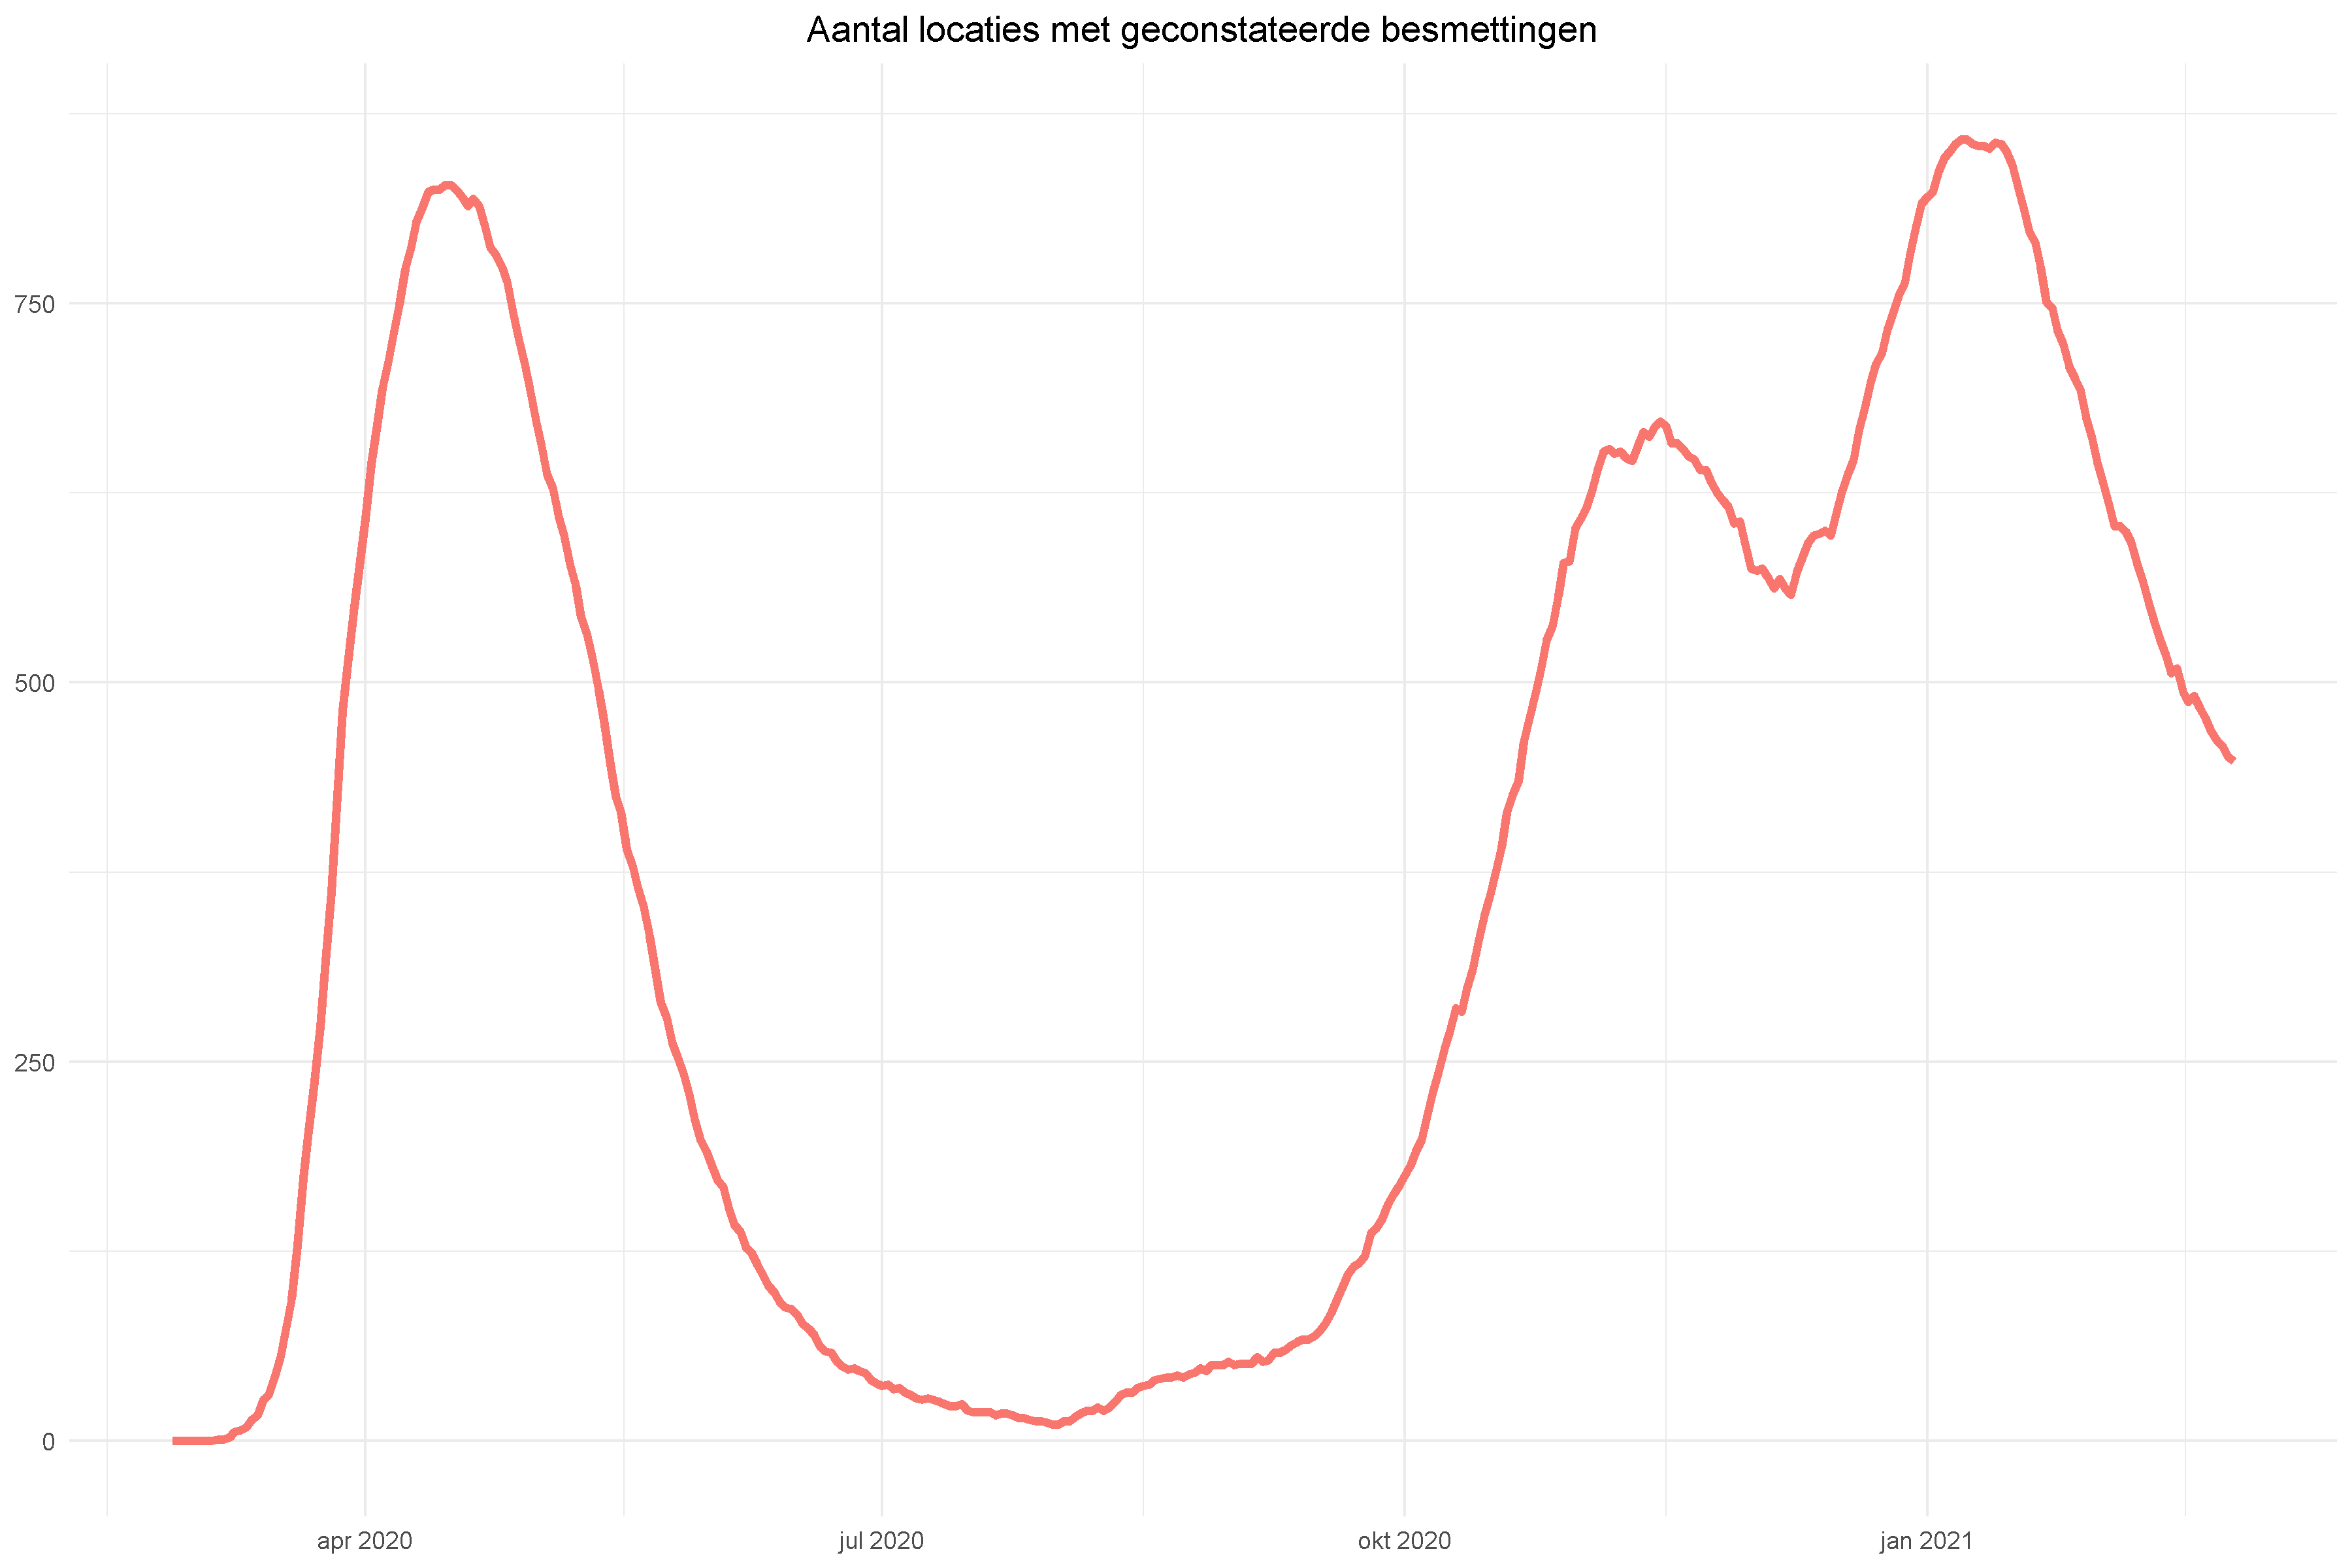 Aantal locaties met geconstateerde besmettingen
750
500
250
0
apr 2020
jul 2020
okt 2020
jan 2021